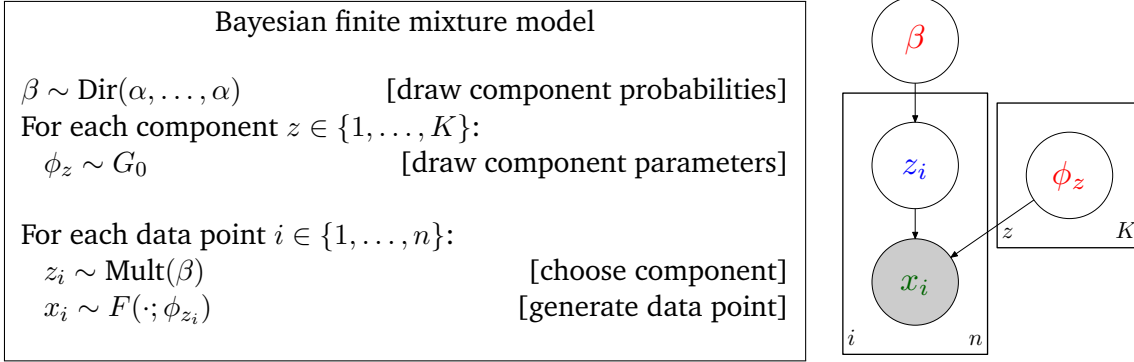 Bayesian finite mixture model
β ∼ Dir(α, . . . , α) [draw component probabilities]
For each component z ∈ {1, . . . , K}:
ϕ_z ∼ G_0 [draw component parameters]
For each data point i ∈ {1, . . . , n}:
z_i ∼ Mult(β) [choose component]
x_i ∼ F(·; ϕ_{z_i}) [generate data point]
β
z_i
ϕ_z
z K
x_i
i n